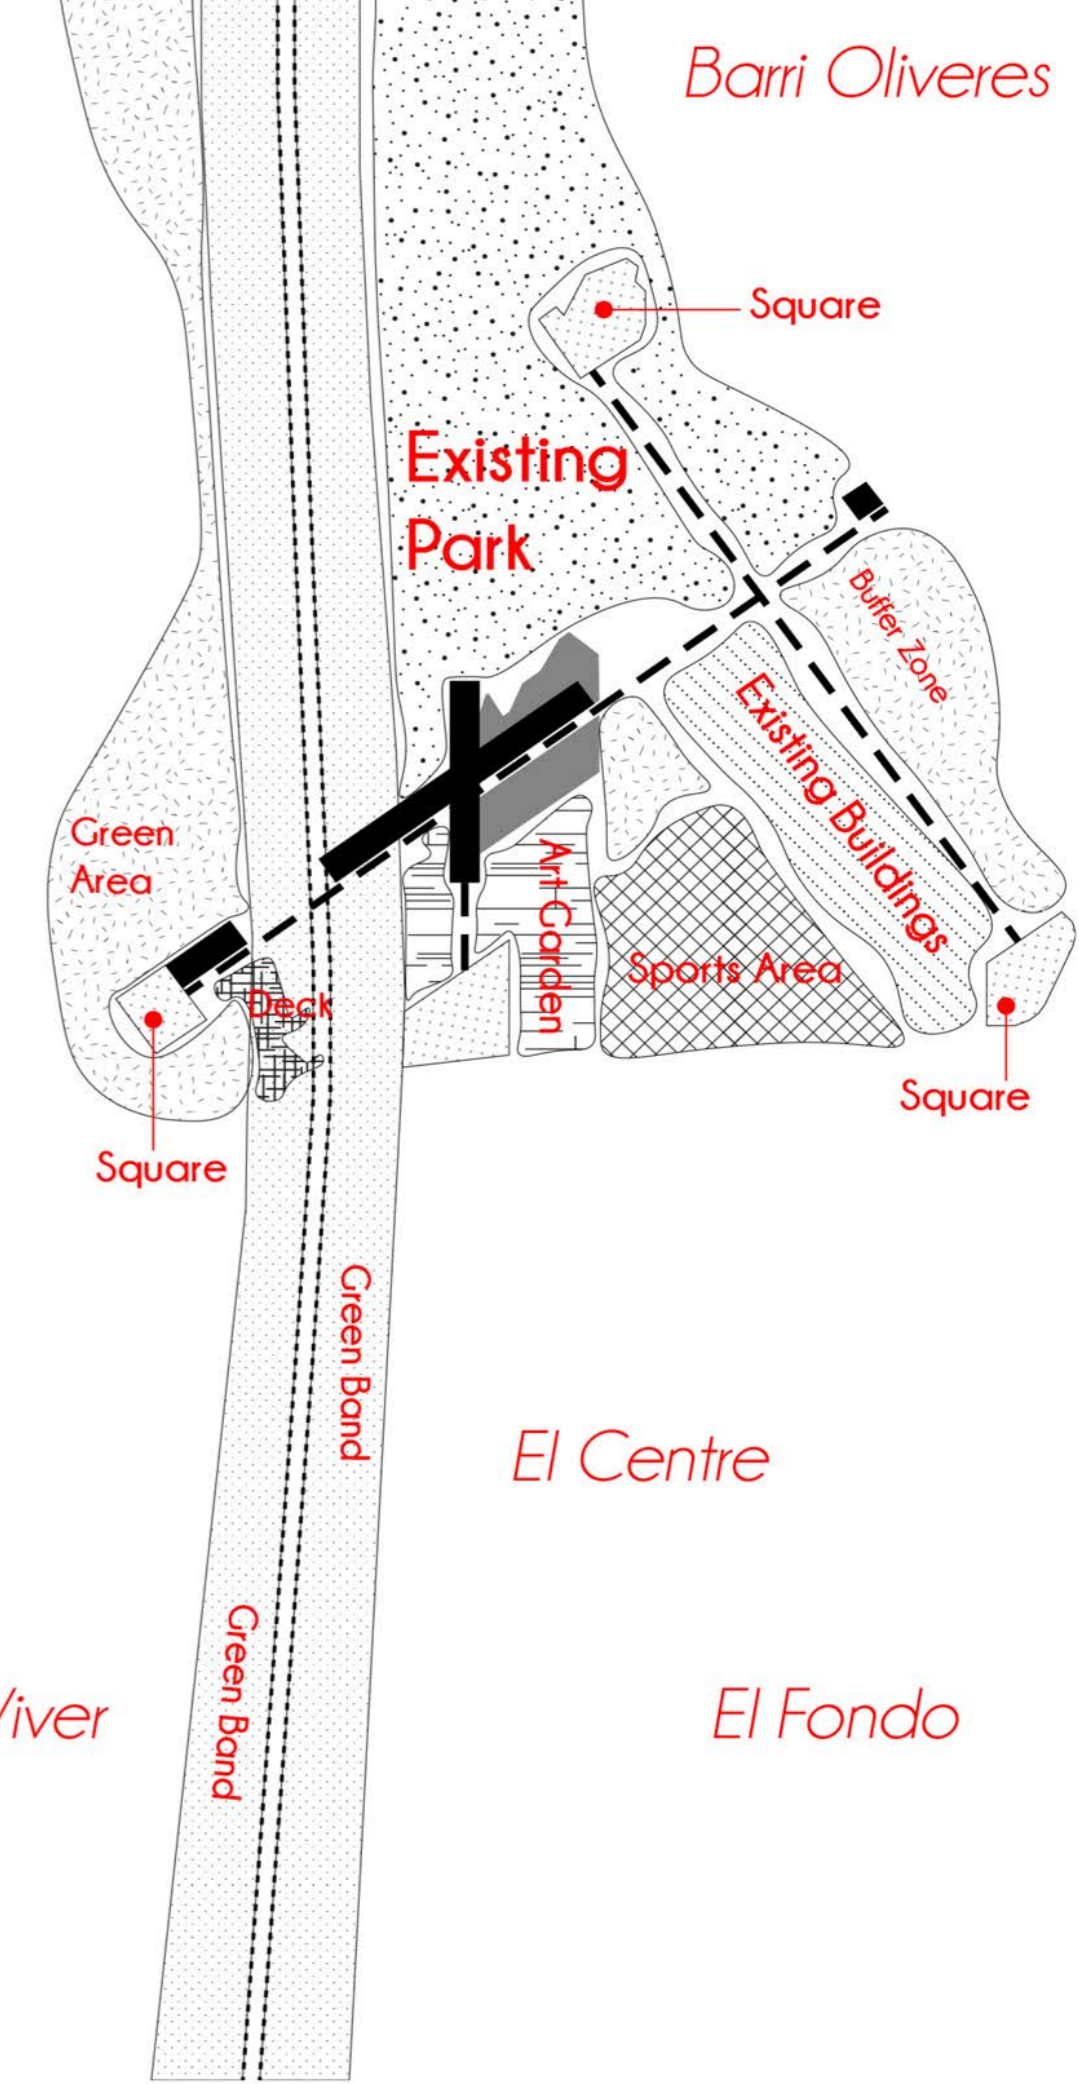 Barri Oliveres
Square
Existing
Park
Buffer Zone
Existing Buildings
Green
Area
Art Garden
Sports Area
Deck
Square
Square
Green Band
El Centre
Green Band
El Fondo